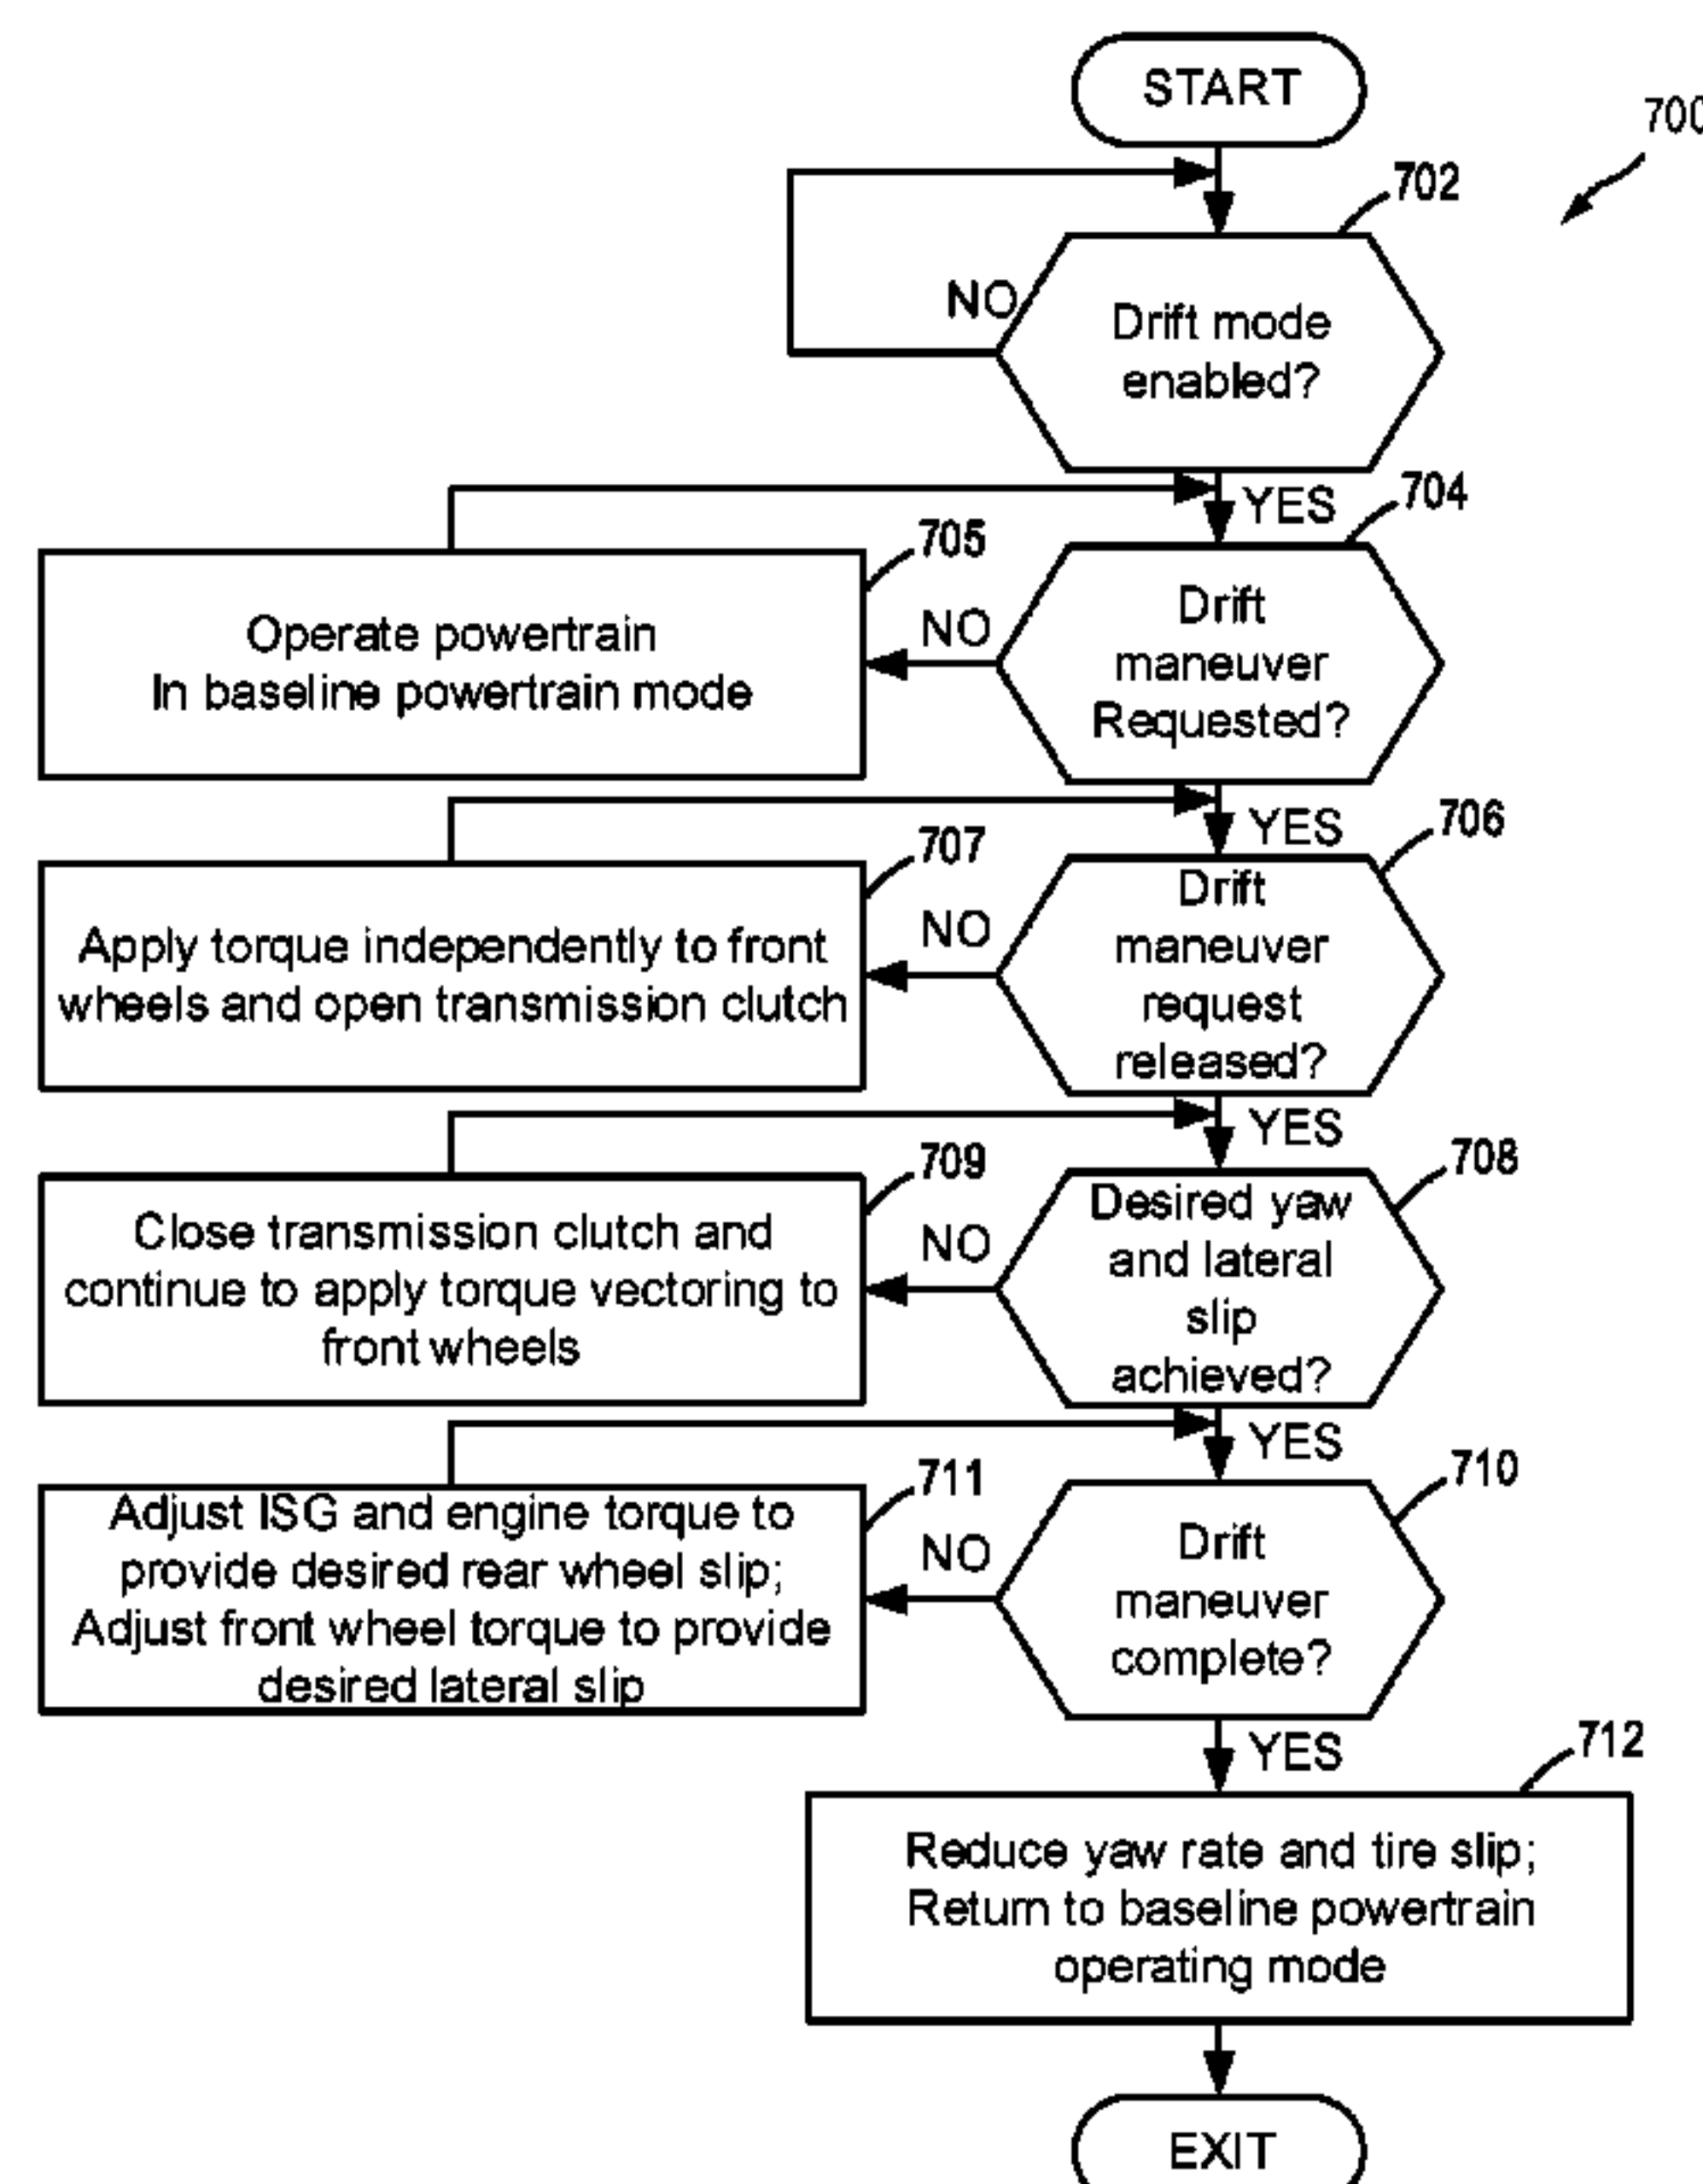 START
700
702
NO
Drift mode
enabled?
YES
704
705
Operate powertrain
In baseline powertrain mode
NO
Drift
maneuver
Requested?
YES
706
707
Apply torque independently to front
wheels and open transmission clutch
NO
Drift
maneuver
request
released?
YES
708
709
Close transmission clutch and
continue to apply torque vectoring to
front wheels
NO
Desired yaw
and lateral
slip
achieved?
YES
710
711
Adjust ISG and engine torque to
provide desired rear wheel slip;
Adjust front wheel torque to provide
desired lateral slip
NO
Drift
maneuver
complete?
YES
712
Reduce yaw rate and tire slip;
Return to baseline powertrain
operating mode
EXIT